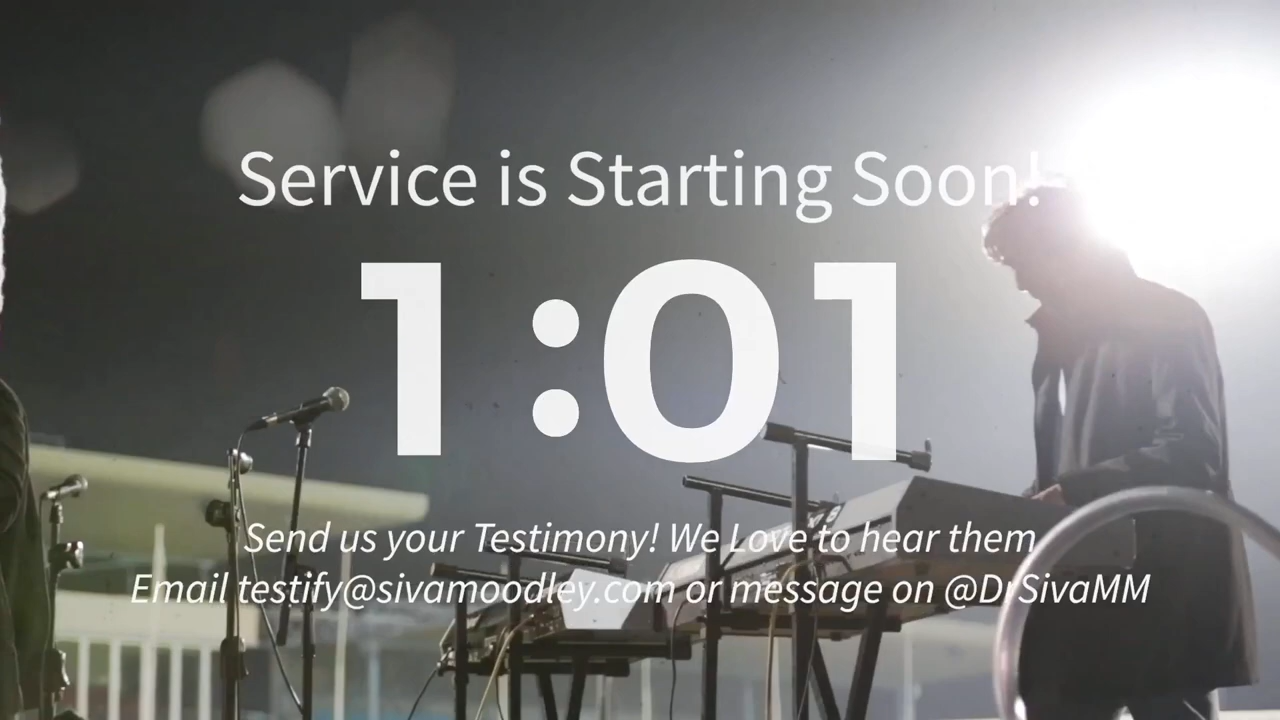 Service is Starting Soon!
1:01
Send us your Testimony! We Love to hear them
Email testify@sivamoodley.com or message on @DrSivaMM